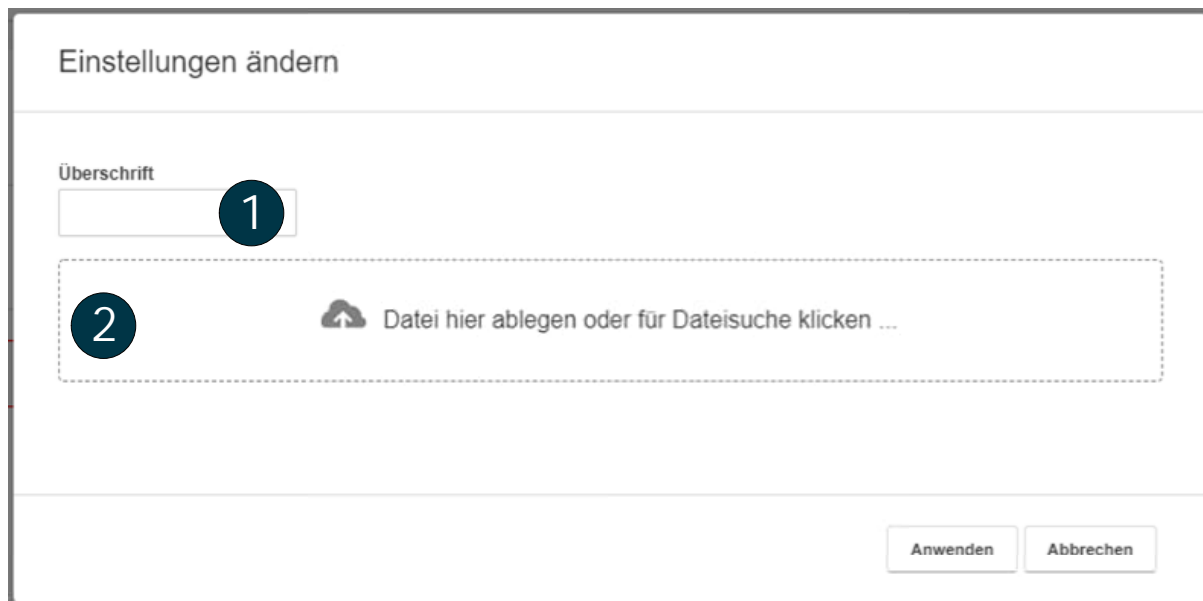 Einstellungen ändern
Überschrift
1
2
Datei hier ablegen oder für Dateisuche klicken ...
Anwenden Abbrechen